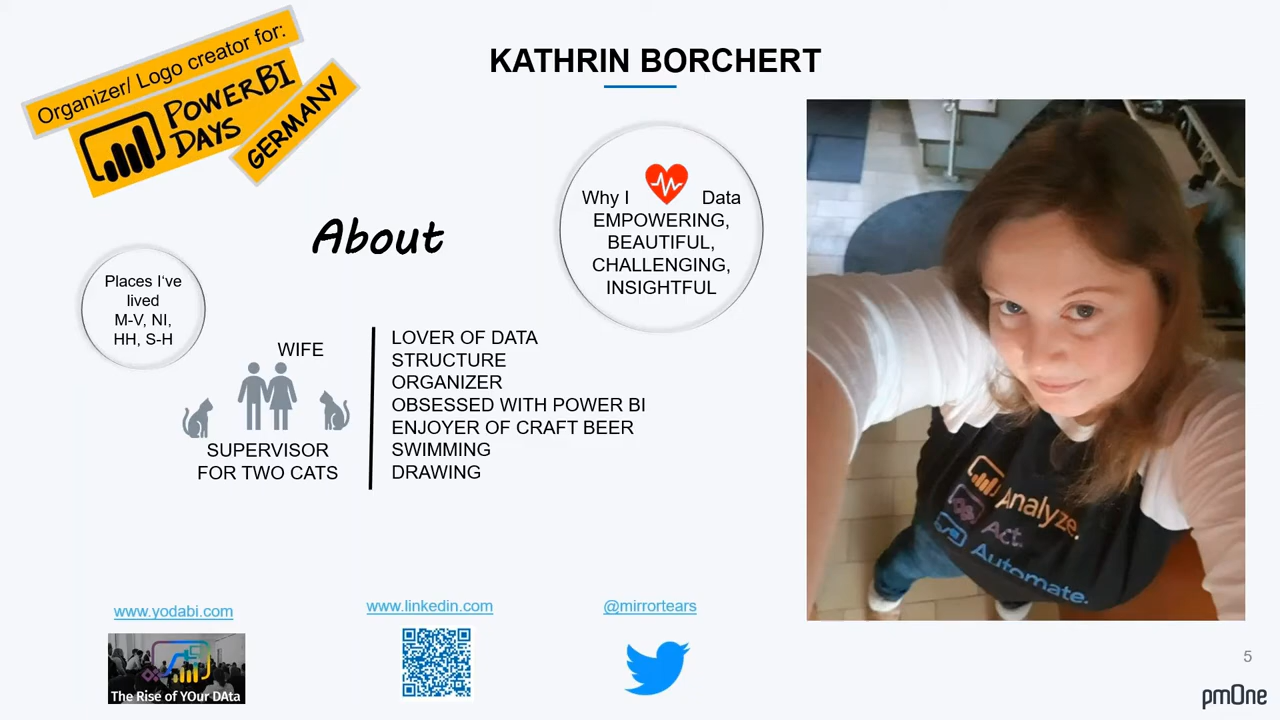 Organizer/ Logo creator for:
POWERBI
DAYS
GERMANY
KATHRIN BORCHERT
Why I Data
EMPOWERING,
BEAUTIFUL,
CHALLENGING,
INSIGHTFUL
About
Places I've
lived
M-V, NI,
HH, S-H
WIFE
SUPERVISOR
FOR TWO CATS
LOVER OF DATA
STRUCTURE
ORGANIZER
OBSESSED WITH POWER BI
ENJOYER OF CRAFT BEER
SWIMMING
DRAWING
Analyze.
Act.
Automate.
www.yodabi.com
The Rise of YOur DAta
www.linkedin.com
@mirrortears
5
pmOne